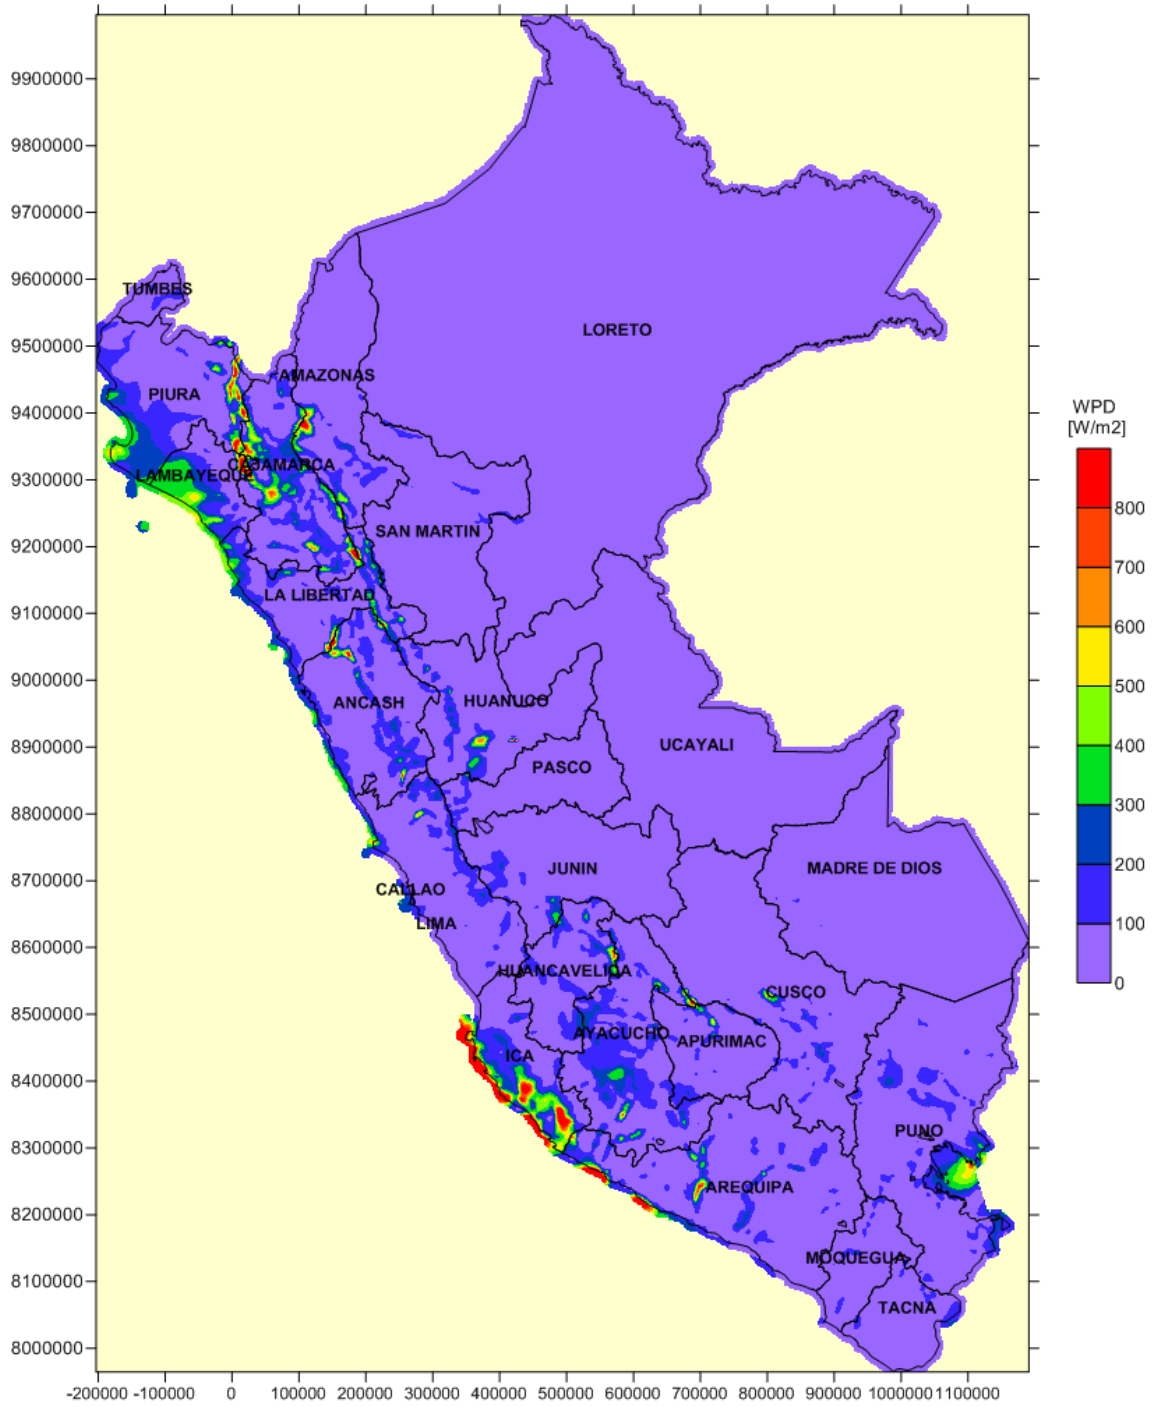 9900000
9800000
9700000
9600000
TUMBES
LORETO
9500000
AMAZONAS
PIURA
9400000
WPD
[W/m2]
CAJAMARCA
LAMBAYEQUE
9300000
800
SAN MARTIN
9200000
700
LA LIBERTAD
9100000
600
9000000
500
ANCASH
HUANUCO
8900000
400
UCAYALI
PASCO
8800000
300
JUNIN
MADRE DE DIOS
200
8700000
CALLAO
LIMA
100
8600000
HUANCAVELICA
0
CUSCO
8500000
AYACUCHO
APURIMAC
ICA
8400000
PUNO
8300000
AREQUIPA
8200000
MOQUEGUA
8100000
TACNA
8000000
-200000 -100000 0 100000 200000 300000 400000 500000 600000 700000 800000 900000 1000000 1100000